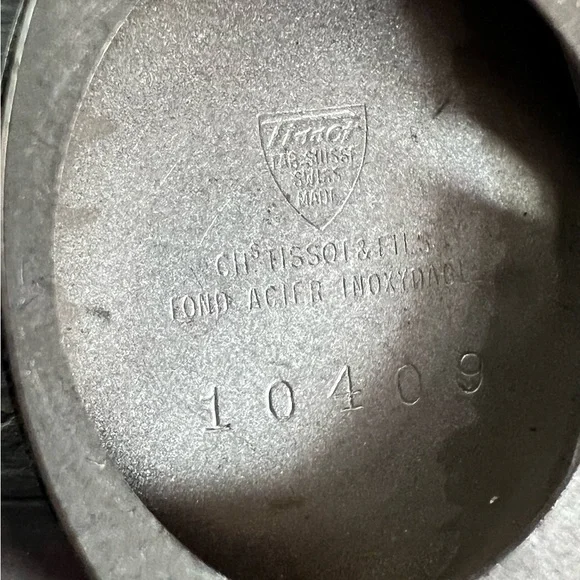 Tissot
FAB. SUISSE
SWISS
MADE
CHS TISSOT & FILS
FOND ACIER INOXYDABLE
10409